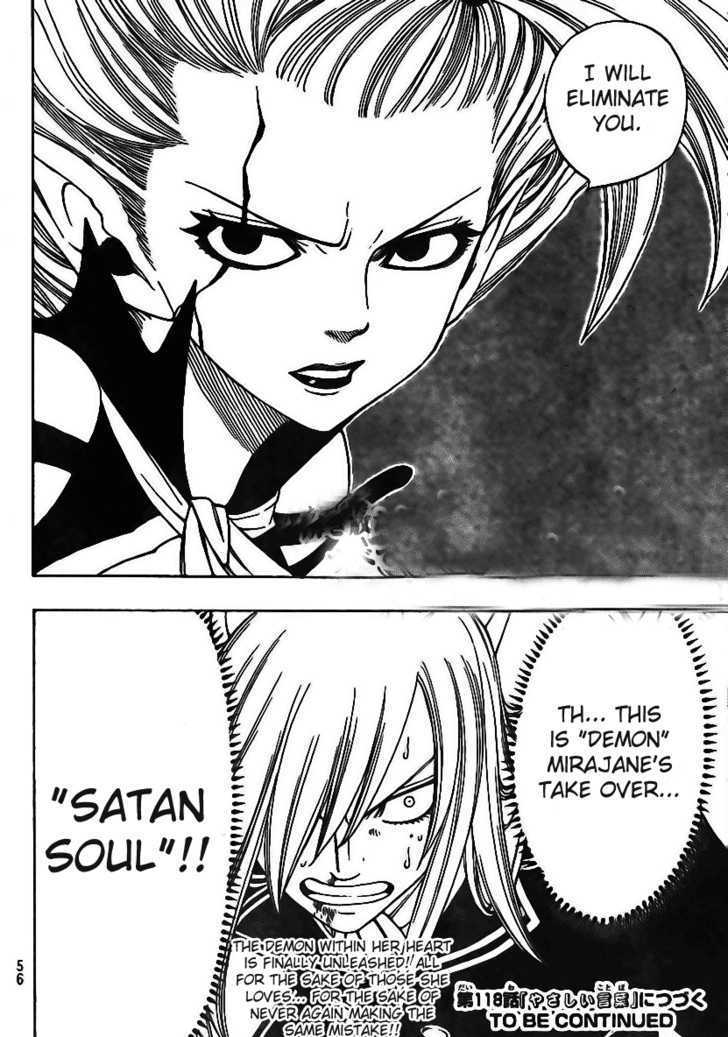 I WILL
ELIMINATE
YOU.
TH... THIS
IS "DEMON"
MIRAJANE'S
TAKE OVER...
"SATAN
SOUL"!!
THE DEMON WITHIN HER HEART
IS FINALLY UNLEASHED! ALL
FOR THE SAKE OF THOSE SHE
LOVES... FOR THE SAKE OF
NEVER AGAIN MAKING THE
SAME MISTAKE!!
第118話「やさしい言葉」につづく
TO BE CONTINUED
56